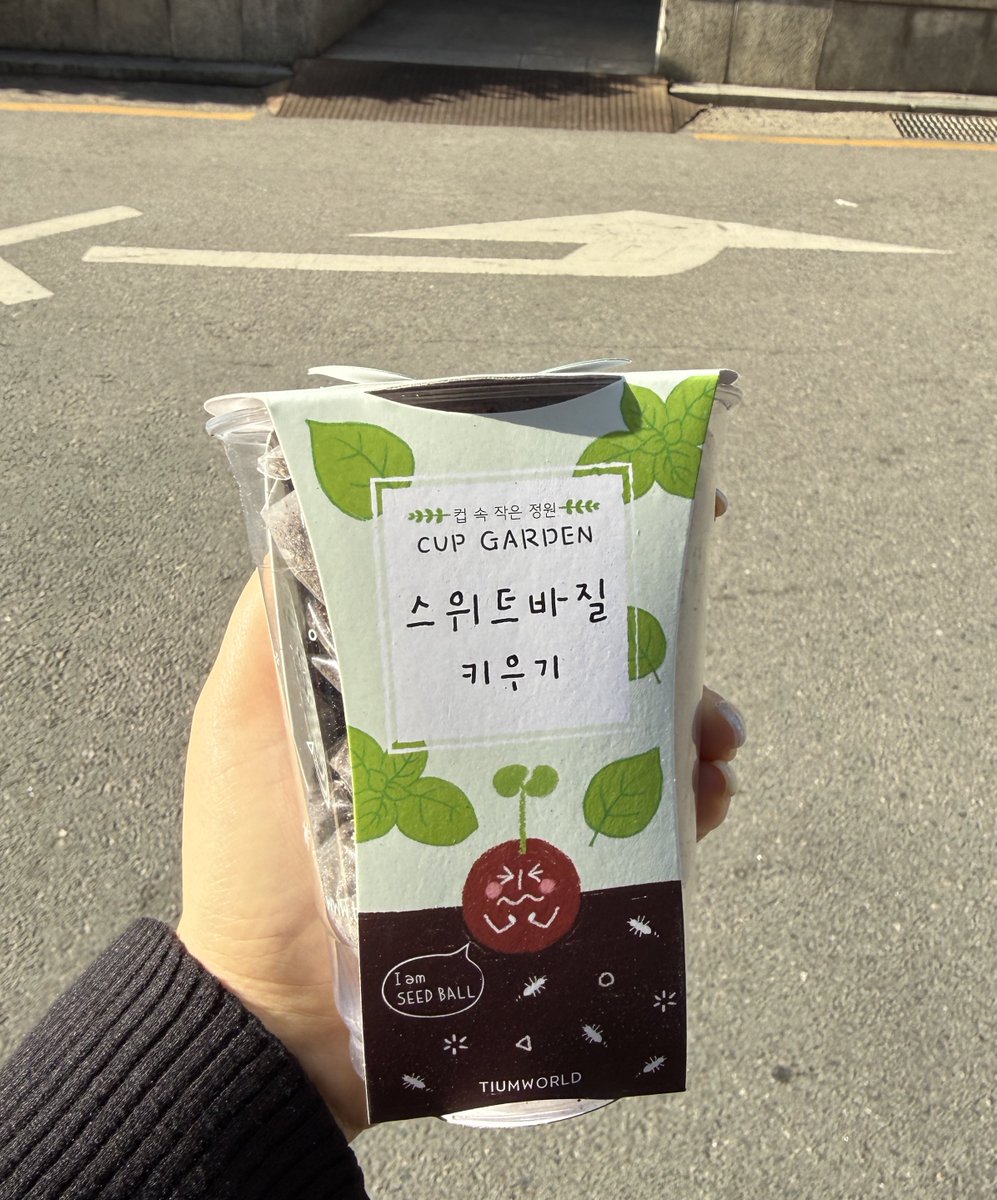 컵 속 작은 정원
CUP GARDEN
스위트바질
키우기
I am
SEED BALL
TIUMWORLD